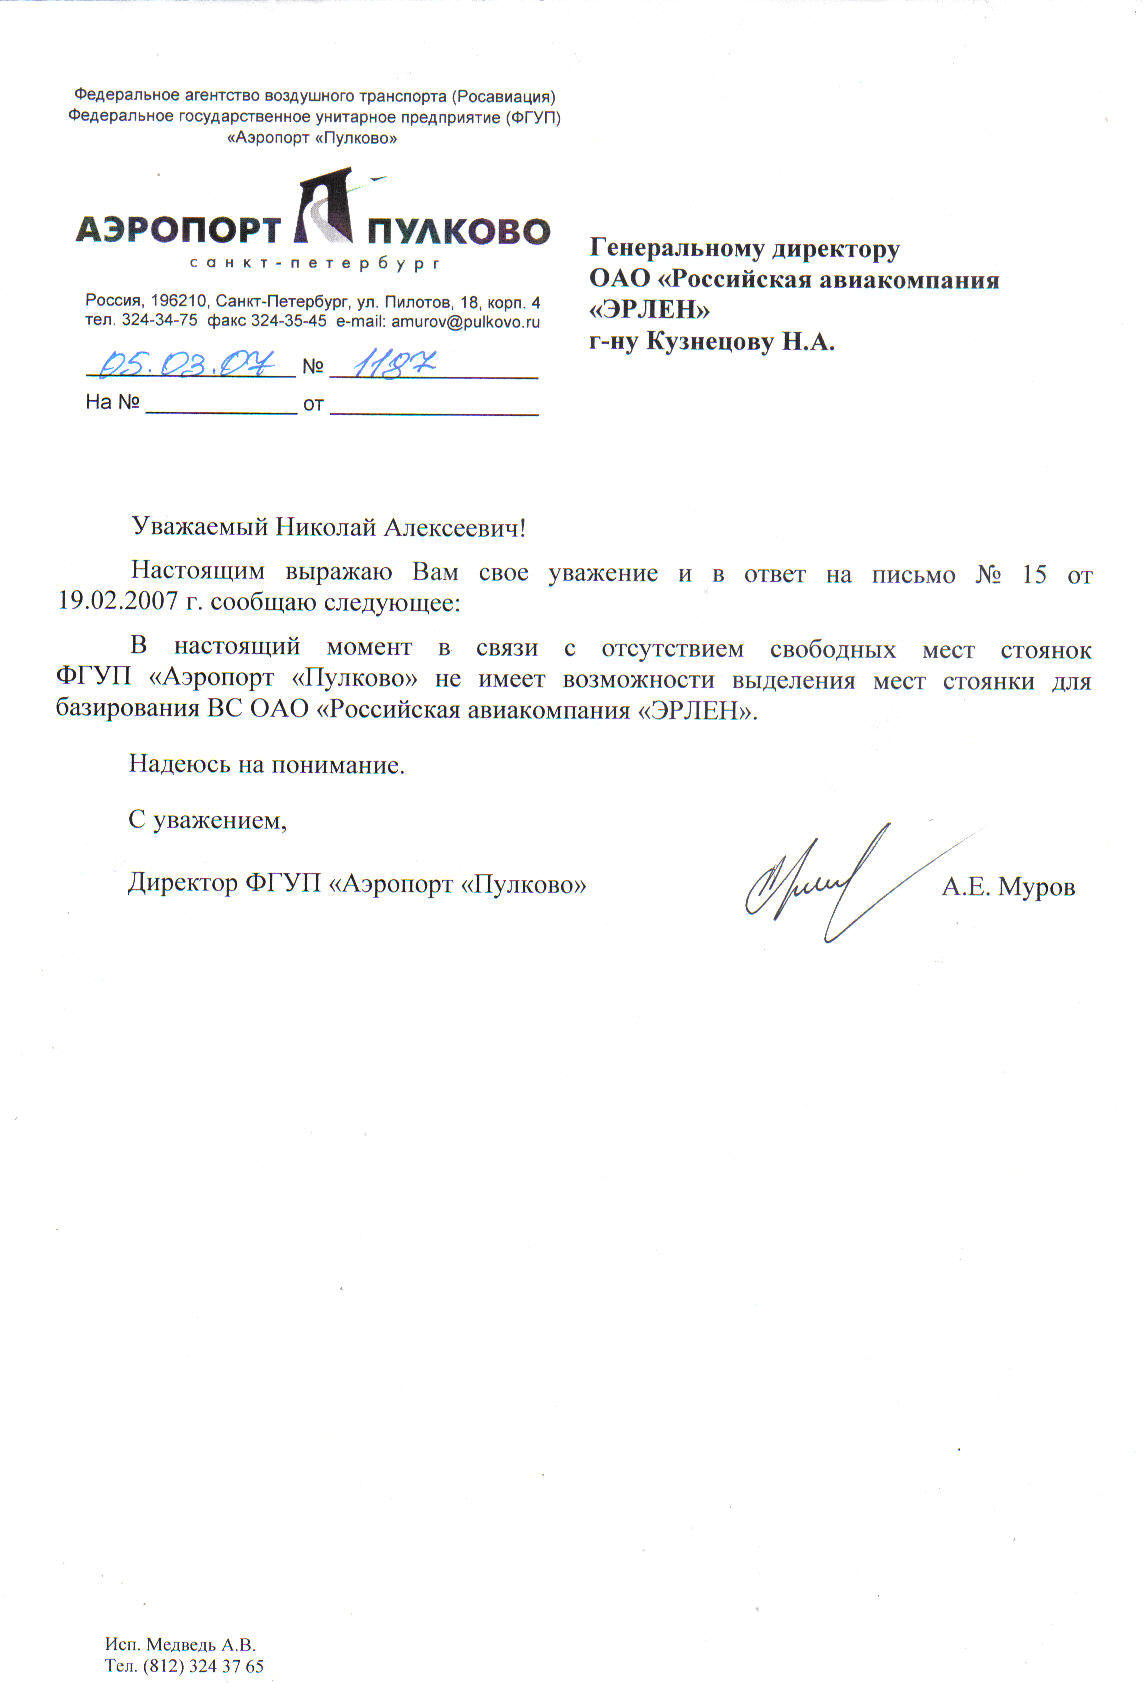 Федеральное агентство воздушного транспорта (Росавиация)
Федеральное государственное унитарное предприятие (ФГУП)
«Аэропорт «Пулково»
АЭРОПОРТ ПУЛКОВО
санкт-петербург
Россия, 196210, Санкт-Петербург, ул. Пилотов, 18, корп. 4
тел. 324-34-75 факс 324-35-45 e-mail: amurov@pulkovo.ru
05.03.07 № 1187
На № ____________ от ____________
Генеральному директору
ОАО «Российская авиакомпания
«ЭРЛЕН»
г-ну Кузнецову Н.А.
Уважаемый Николай Алексеевич!
Настоящим выражаю Вам свое уважение и в ответ на письмо № 15 от
19.02.2007 г. сообщаю следующее:
В настоящий момент в связи с отсутствием свободных мест стоянок
ФГУП «Аэропорт «Пулково» не имеет возможности выделения мест стоянки для
базирования ВС ОАО «Российская авиакомпания «ЭРЛЕН».
Надеюсь на понимание.
С уважением,
Директор ФГУП «Аэропорт «Пулково» А.Е. Муров
Исп. Медведь А.В.
Тел. (812) 324 37 65